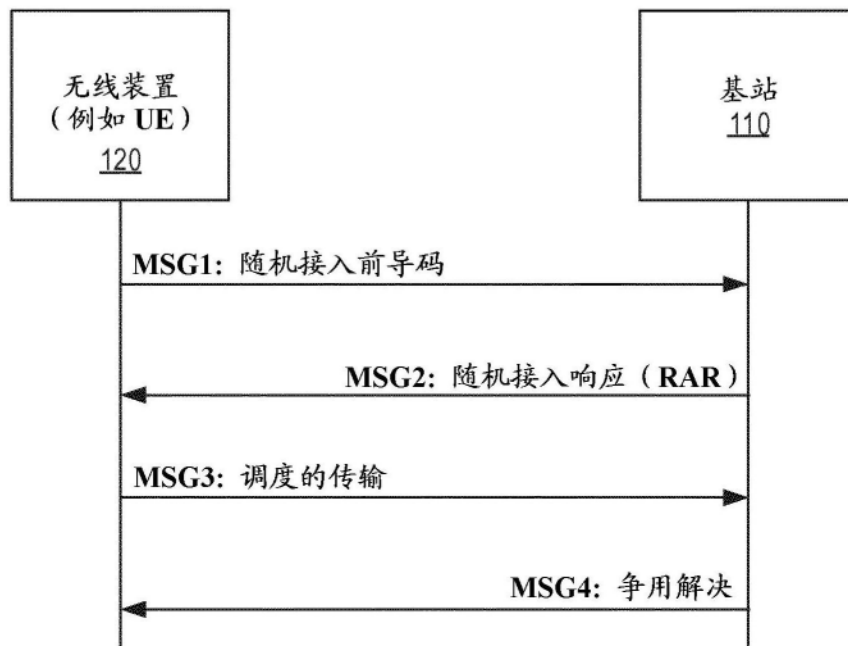 无线装置
（例如 UE）
120
基站
110
MSG1: 随机接入前导码
MSG2: 随机接入响应（RAR）
MSG3: 调度的传输
MSG4: 争用解决